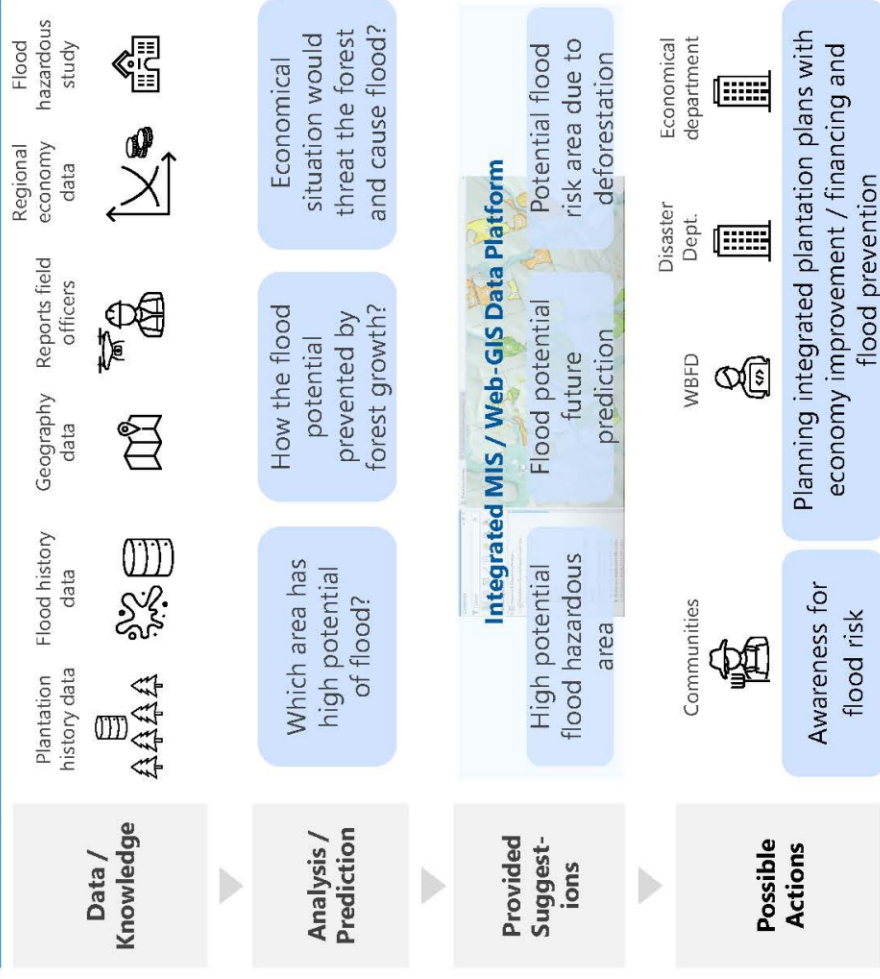 Data /
Knowledge
Plantation
history data
Flood history
data
Geography
data
Reports field
officers
Regional
economy
data
Flood
hazardous
study
Analysis /
Prediction
Which area has
high potential
of flood?
How the flood
potential
prevented by
forest growth?
Economical
situation would
threat the forest
and cause flood?
Provided
Suggest-
ions
Integrated MIS / Web-GIS Data Platform
High potential
flood hazardous
area
Flood potential
future
prediction
Potential flood
risk area due to
deforestation
Possible
Actions
Communities
WBFD
Disaster
Dept.
Economical
department
Awareness for
flood risk
Planning integrated plantation plans with
economy improvement / financing and
flood prevention